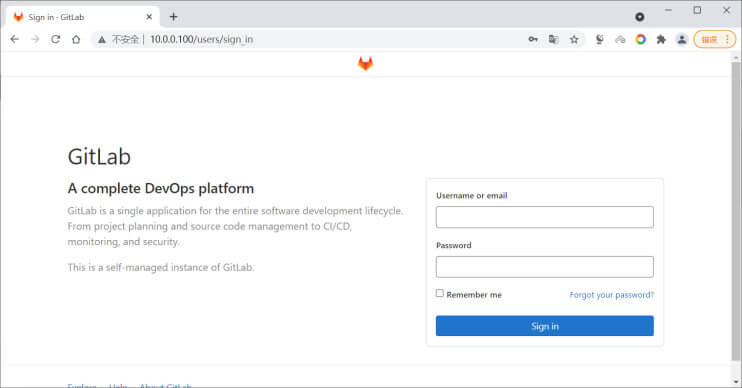 Sign in · GitLab
不安全 | 10.0.0.100/users/sign_in
错误
GitLab
A complete DevOps platform
GitLab is a single application for the entire software development lifecycle.
From project planning and source code management to CI/CD,
monitoring, and security.
This is a self-managed instance of GitLab.
Username or email
Password
Remember me
Forgot your password?
Sign in
Explore Help About GitLab